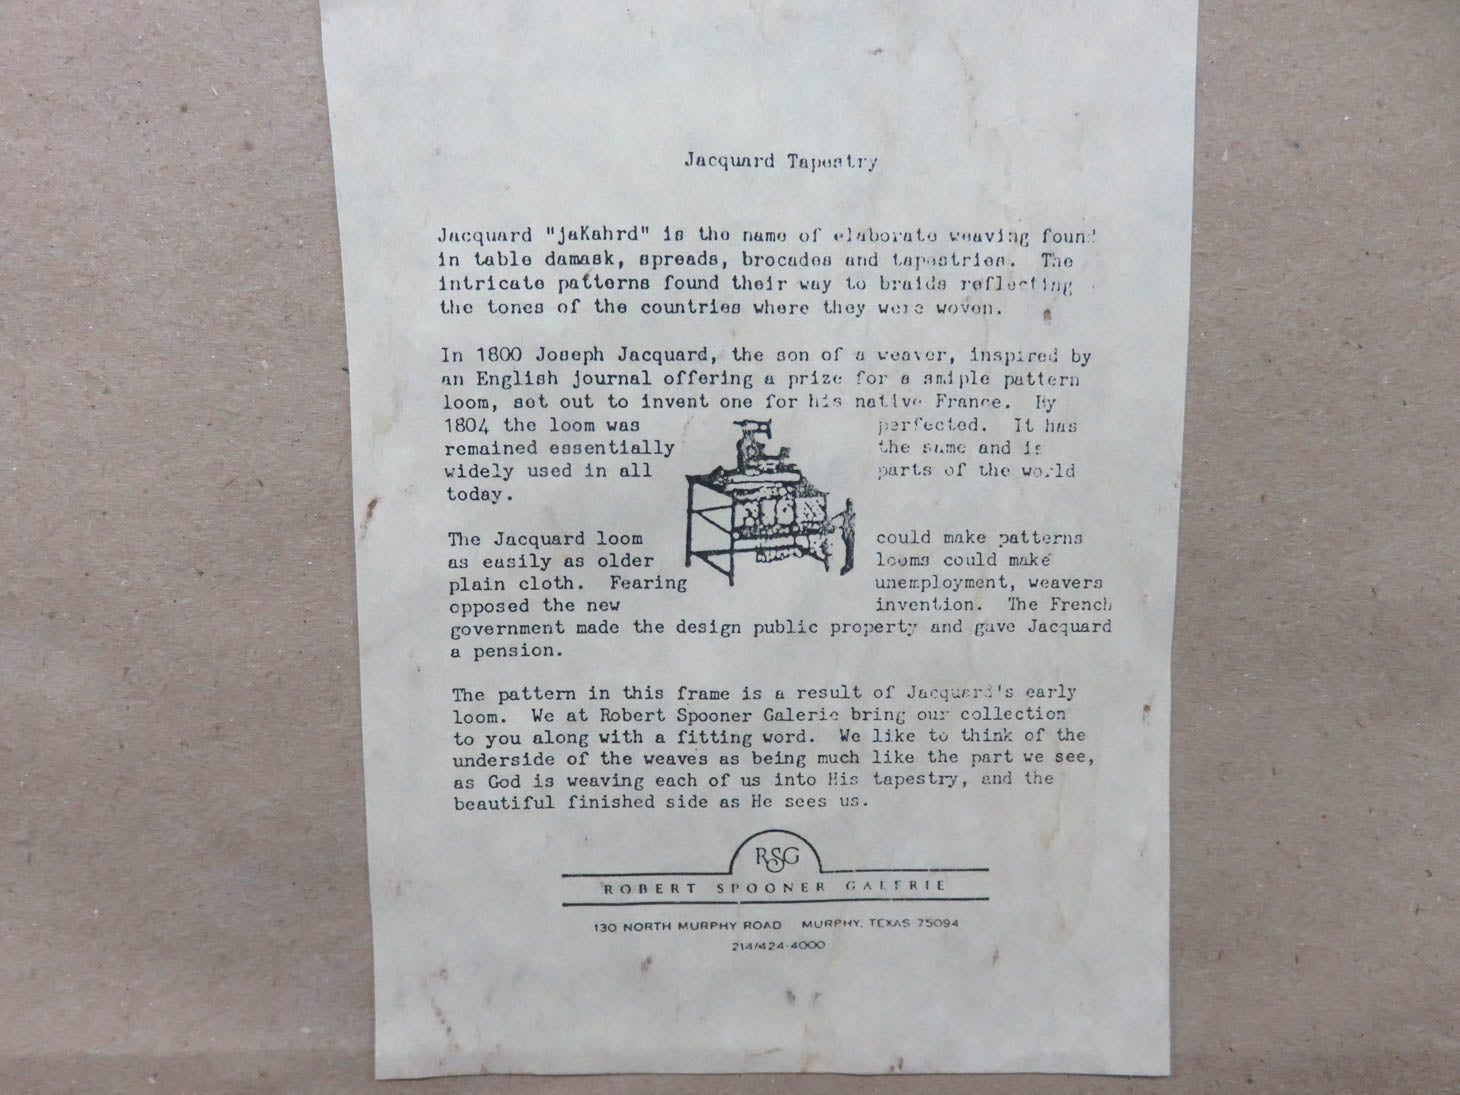 Jacquard Tapestry
Jacquard "jaKahrd" is the name of elaborate weaving found
in table damask, spreads, brocades and tapestries. The
intricate patterns found their way to braids reflecting
the tones of the countries where they were woven.
In 1800 Joseph Jacquard, the son of a weaver, inspired by
an English journal offering a prize for a smiple pattern
loom, set out to invent one for his native France. By
1804 the loom was perfected. It has
remained essentially the same and is
widely used in all parts of the world
today.
The Jacquard loom could make patterns
as easily as older looms could make
plain cloth. Fearing unemployment, weavers
opposed the new invention. The French
government made the design public property and gave Jacquard
a pension.
The pattern in this frame is a result of Jacquard's early
loom. We at Robert Spooner Galerie bring our collection
to you along with a fitting word. We like to think of the
underside of the weaves as being much like the part we see,
as God is weaving each of us into His tapestry, and the
beautiful finished side as He sees us.
RSG
ROBERT SPOONER GALERIE
130 NORTH MURPHY ROAD MURPHY, TEXAS 75094
214/424-4000